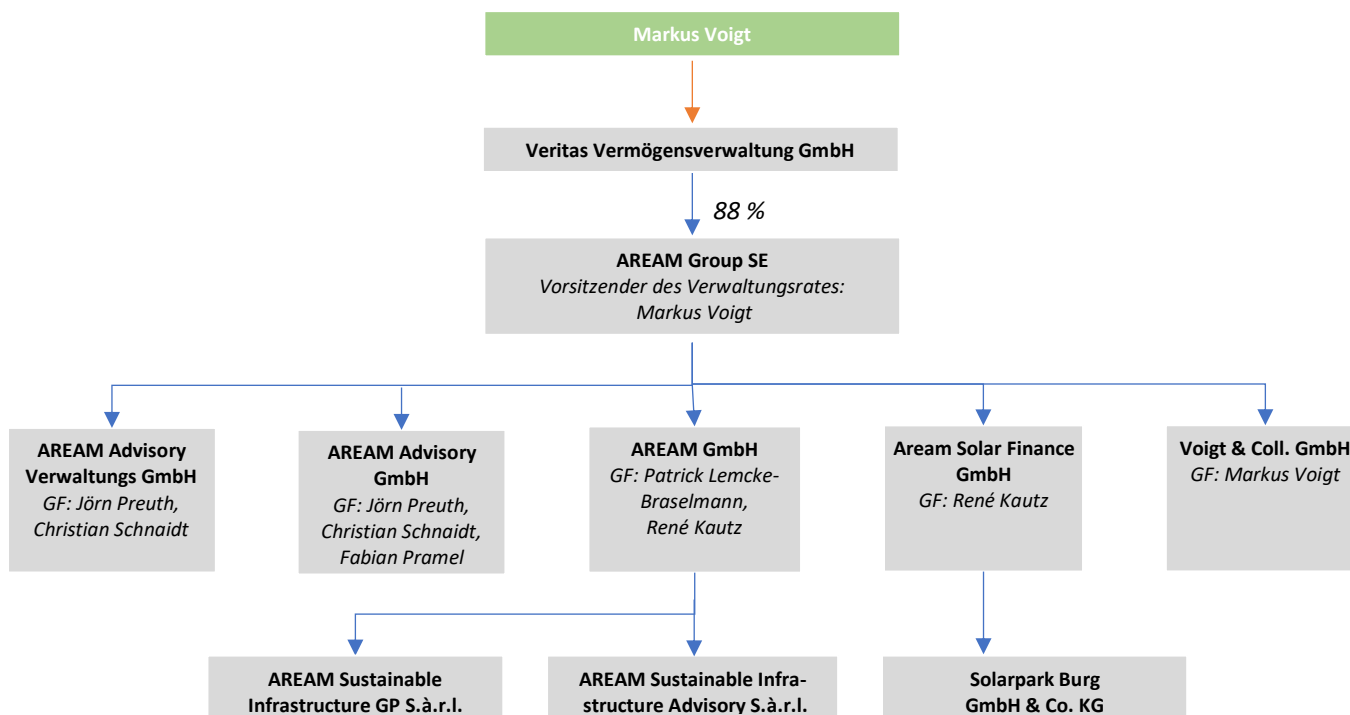 Markus Voigt
Veritas Vermögensverwaltung GmbH
88 %
AREAM Group SE
Vorsitzender des Verwaltungsrates:
Markus Voigt
AREAM Advisory
Verwaltungs GmbH
GF: Jörn Preuth,
Christian Schnaidt
AREAM Advisory
GmbH
GF: Jörn Preuth,
Christian Schnaidt,
Fabian Pramel
AREAM GmbH
GF: Patrick Lemcke-
Braselmann,
René Kautz
Aream Solar Finance
GmbH
GF: René Kautz
Voigt & Coll. GmbH
GF: Markus Voigt
AREAM Sustainable
Infrastructure GP S.à.r.l.
AREAM Sustainable Infra-
structure Advisory S.à.r.l.
Solarpark Burg
GmbH & Co. KG